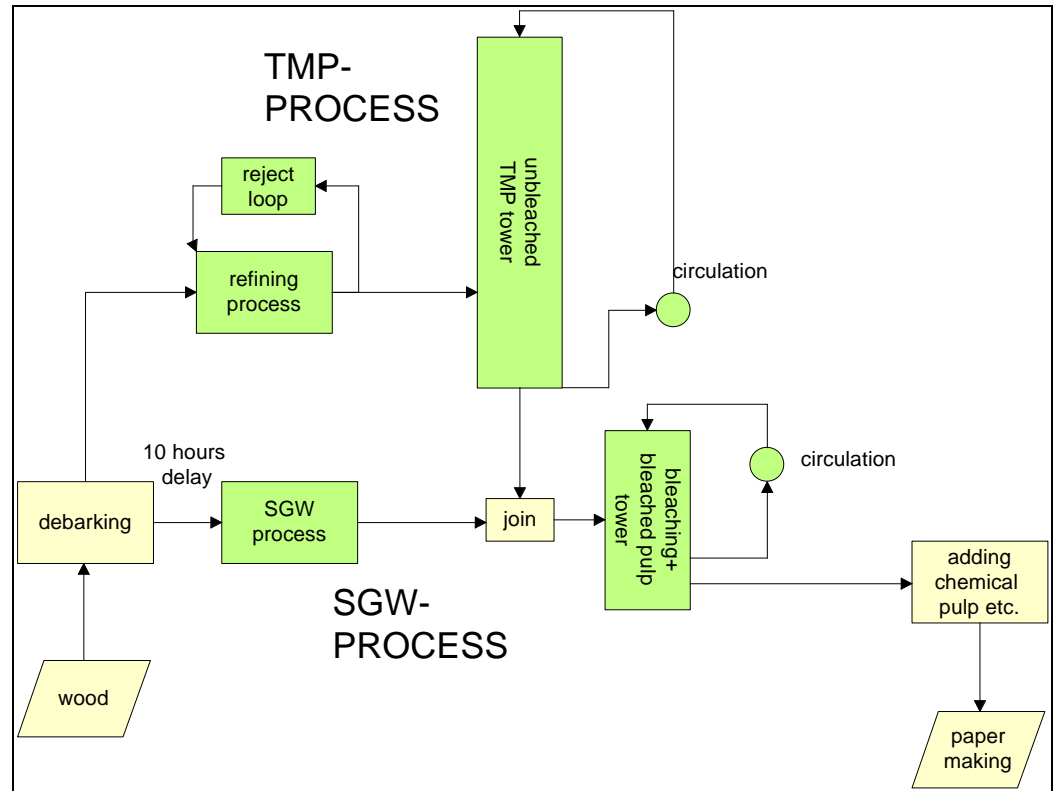 TMP-
PROCESS
unbleached
TMP tower
reject
loop
refining
process
circulation
10 hours
delay
debarking
SGW
process
join
bleaching+
bleached pulp
tower
circulation
adding
chemical
pulp etc.
SGW-
PROCESS
wood
paper
making